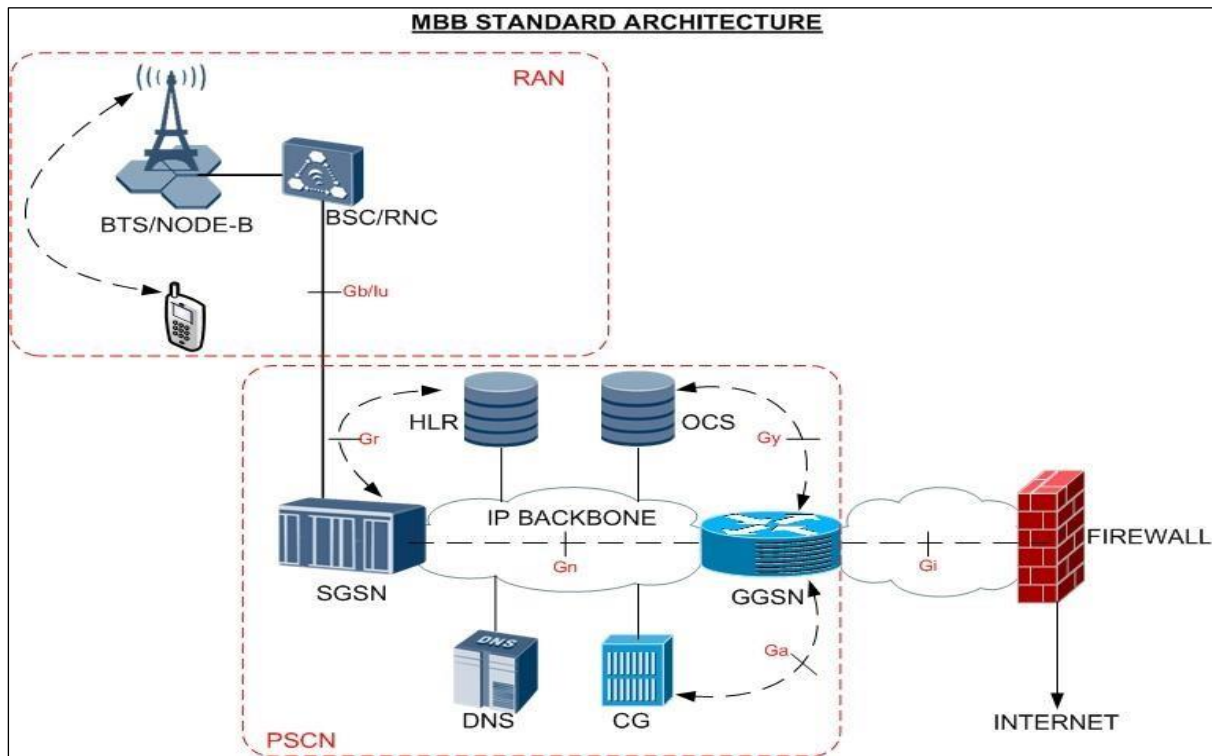 MBB STANDARD ARCHITECTURE
RAN
BTS/NODE-B
BSC/RNC
Gb/Iu
HLR
OCS
Gr
Gy
IP BACKBONE
FIREWALL
Gn
Gi
SGSN
GGSN
Ga
DNS
DNS
CG
INTERNET
PSCN